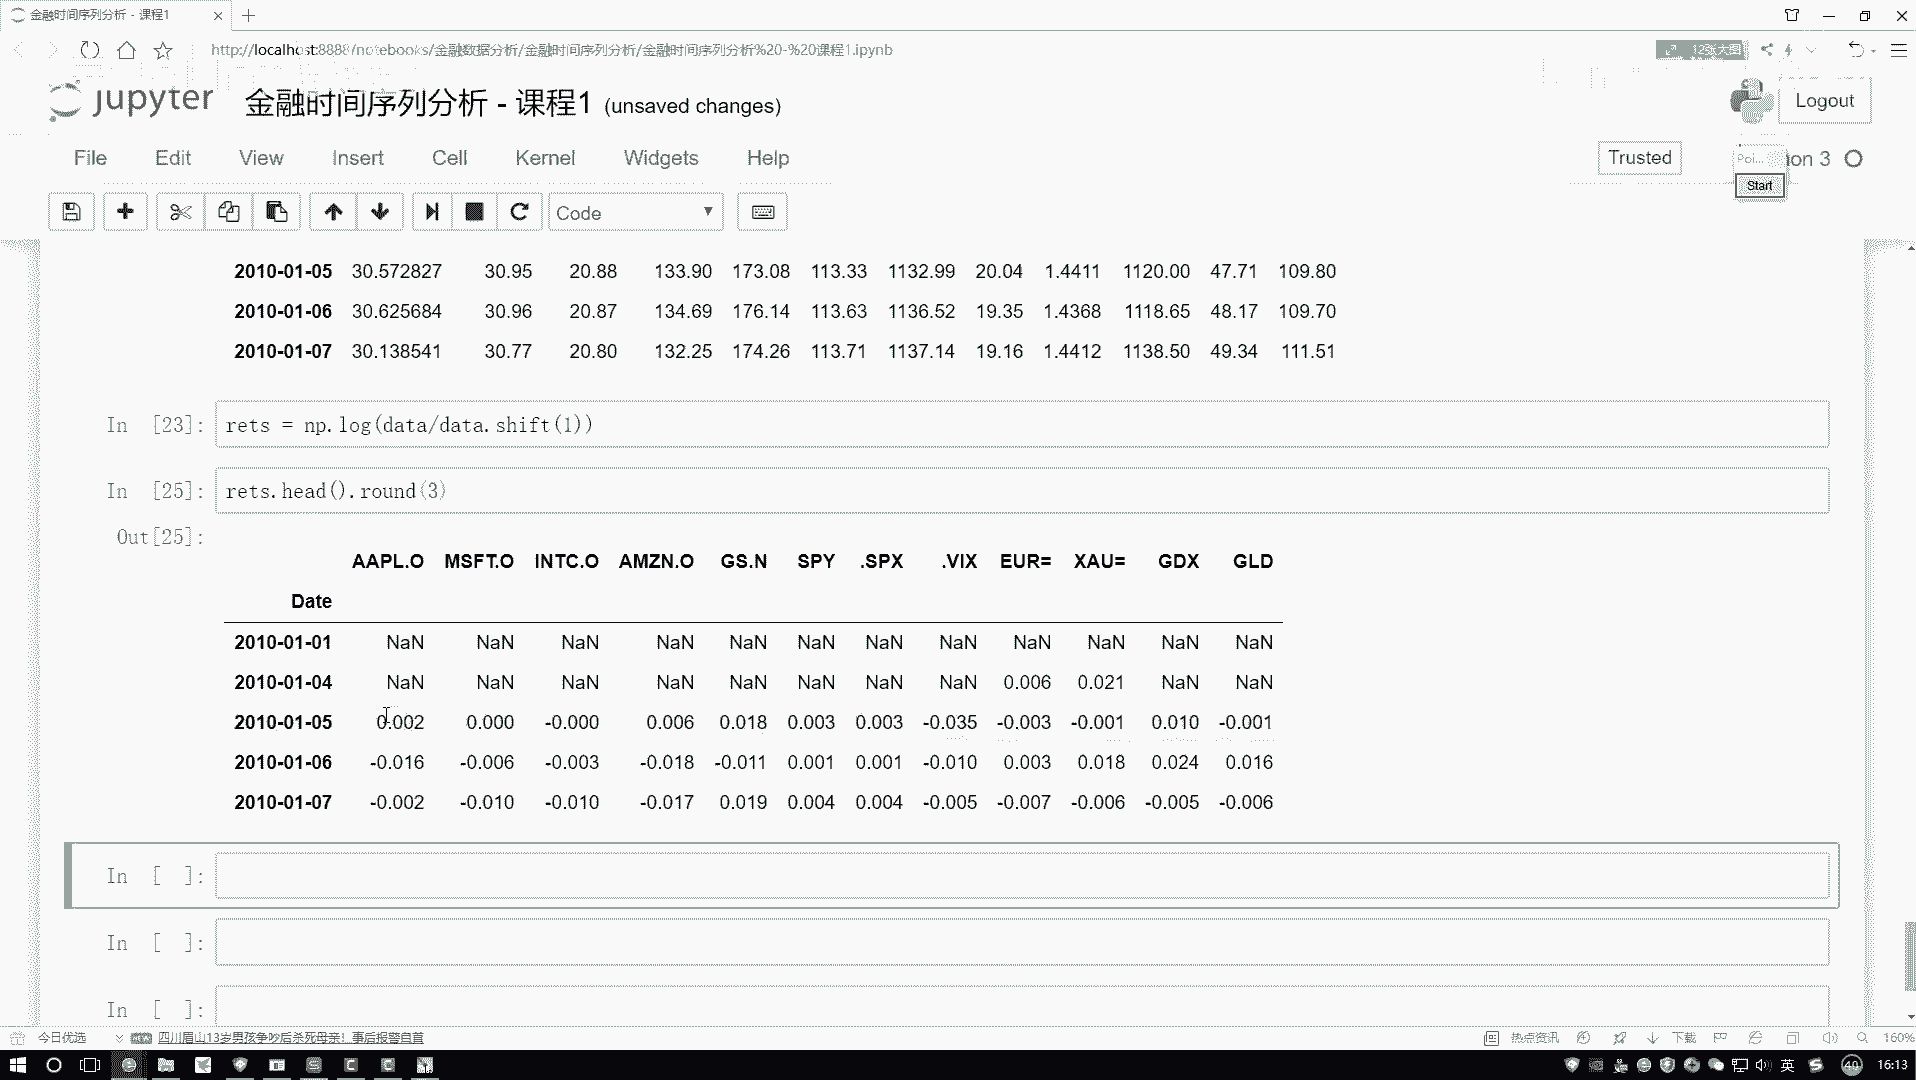 金融时间序列分析 - 课程1
http://localhost:8888/notebooks/金融数据分析/金融时间序列分析/金融时间序列分析%20-%20课程1.ipynb
12张大图
jupyter 金融时间序列分析 - 课程1 (unsaved changes)
Logout
File Edit View Insert Cell Kernel Widgets Help
Trusted
Poi... ion 3
Start
Code
2010-01-05 30.572827 30.95 20.88 133.90 173.08 113.33 1132.99 20.04 1.4411 1120.00 47.71 109.80
2010-01-06 30.625684 30.96 20.87 134.69 176.14 113.63 1136.52 19.35 1.4368 1118.65 48.17 109.70
2010-01-07 30.138541 30.77 20.80 132.25 174.26 113.71 1137.14 19.16 1.4412 1138.50 49.34 111.51
In [23]: rets = np.log(data/data.shift(1))
In [25]: rets.head().round(3)
Out[25]:
AAPL.O MSFT.O INTC.O AMZN.O GS.N SPY .SPX .VIX EUR= XAU= GDX GLD
Date
2010-01-01 NaN NaN NaN NaN NaN NaN NaN NaN NaN NaN NaN NaN
2010-01-04 NaN NaN NaN NaN NaN NaN NaN NaN 0.006 0.021 NaN NaN
2010-01-05 0.002 0.000 -0.000 0.006 0.018 0.003 0.003 -0.035 -0.003 -0.001 0.010 -0.001
2010-01-06 -0.016 -0.006 -0.003 -0.018 -0.011 0.001 0.001 -0.010 0.003 0.018 0.024 0.016
2010-01-07 -0.002 -0.010 -0.010 -0.017 0.019 0.004 0.004 -0.005 -0.007 -0.006 -0.005 -0.006
In [ ]:
In [ ]:
In [ ]:
今日优选
四川眉山13岁男孩争吵后杀死母亲! 事后报警自首
热点资讯
下载
160%
英
40
16:13